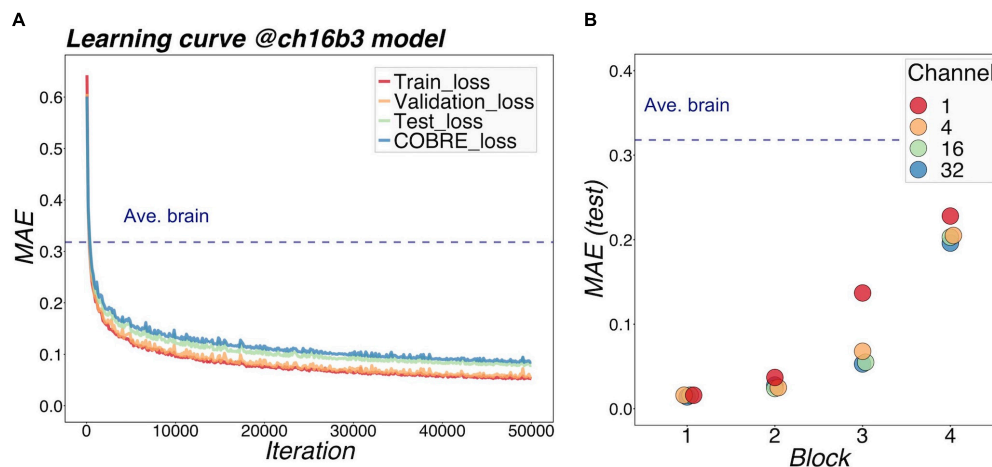 A
Learning curve @ch16b3 model
MAE
0.6
0.5
0.4
0.3
0.2
0.1
0.0
Train_loss
Validation_loss
Test_loss
COBRE_loss
Ave. brain
0
10000
20000
30000
40000
50000
Iteration
B
MAE (test)
0.4
0.3
0.2
0.1
0.0
Ave. brain
Channel
1
4
16
32
1
2
3
4
Block